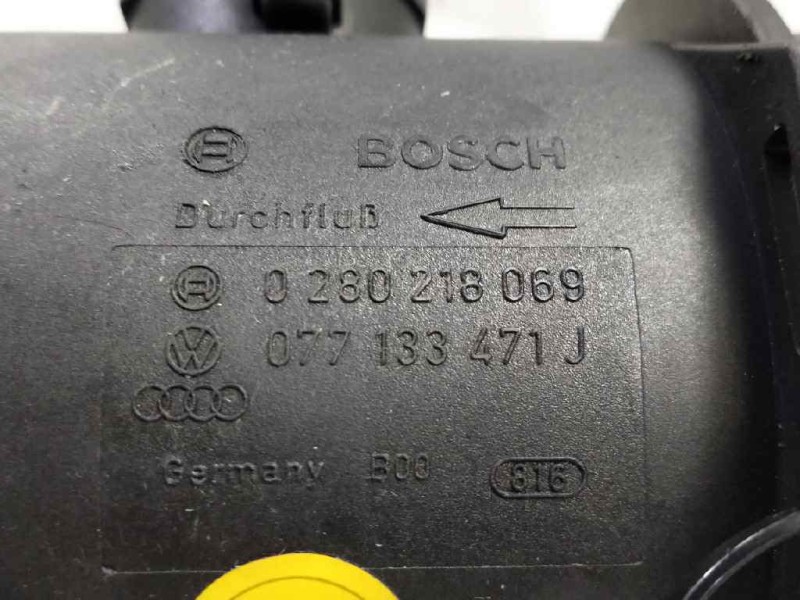 BOSCH
Durchfluß
0 280 218 069
077 133 471 J
Germany B00
816